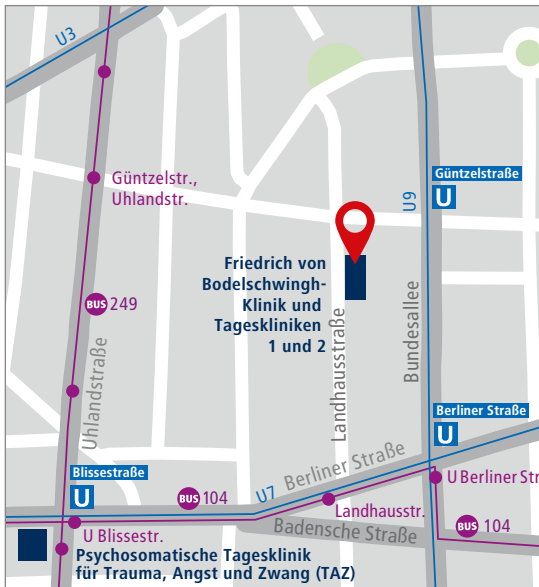 U3
Güntzelstr.,
Uhlandstr.
Güntzelstraße
U
U9
Friedrich von
Bodelschwingh-
Klinik und
Tageskliniken
1 und 2
BUS 249
Uhlandstraße
Landhausstraße
Bundesallee
Berliner Straße
U
Blissestraße
U
BUS 104
U7
Berliner Straße
U Berliner Str
Landhausstr.
Badensche Straße
BUS 104
U Blissestr.
Psychosomatische Tagesklinik
für Trauma, Angst und Zwang (TAZ)